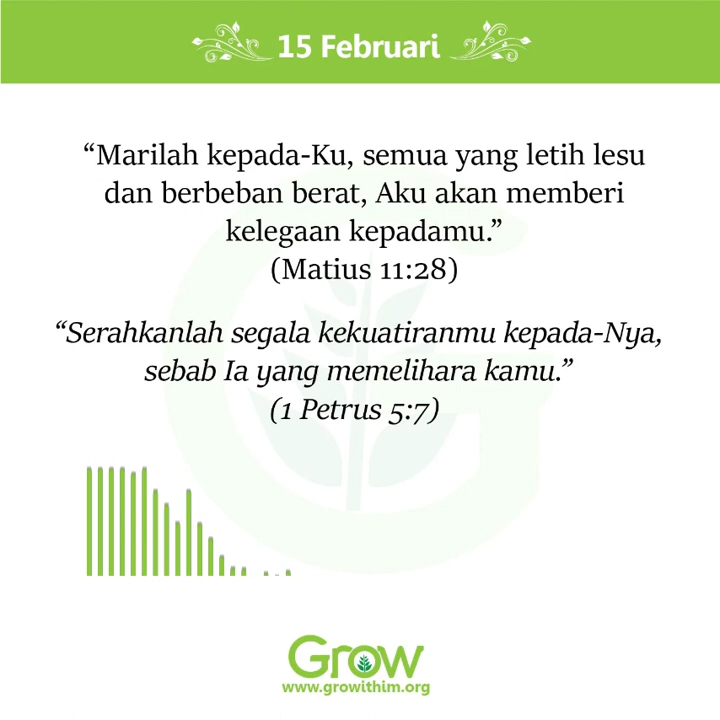 15 Februari
“Marilah kepada-Ku, semua yang letih lesu
dan berbeban berat, Aku akan memberi
kelegaan kepadamu.”
(Matius 11:28)
“Serahkanlah segala kekuatiranmu kepada-Nya,
sebab Ia yang memelihara kamu.”
(1 Petrus 5:7)
Grow
www.growithim.org